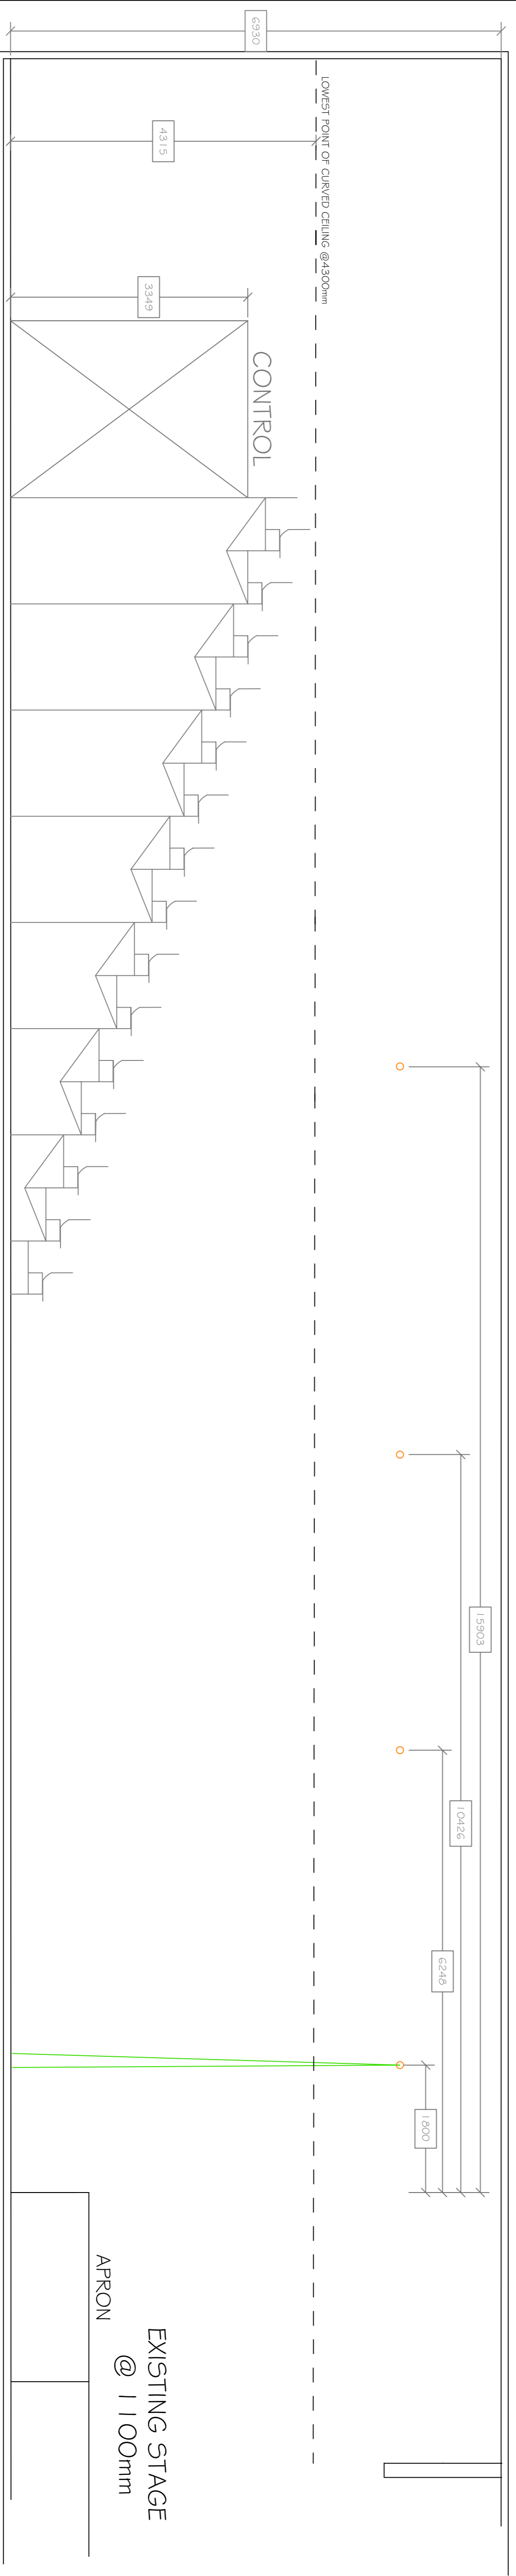 6930
LOWEST POINT OF CURVED CEILING @4300mm
4315
3349
CONTROL
15903
10426
6248
1800
APRON
EXISTING STAGE
@ 1100mm